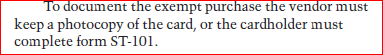 To document the exempt purchase the vendor must
keep a photocopy of the card, or the cardholder must
complete form ST-101.